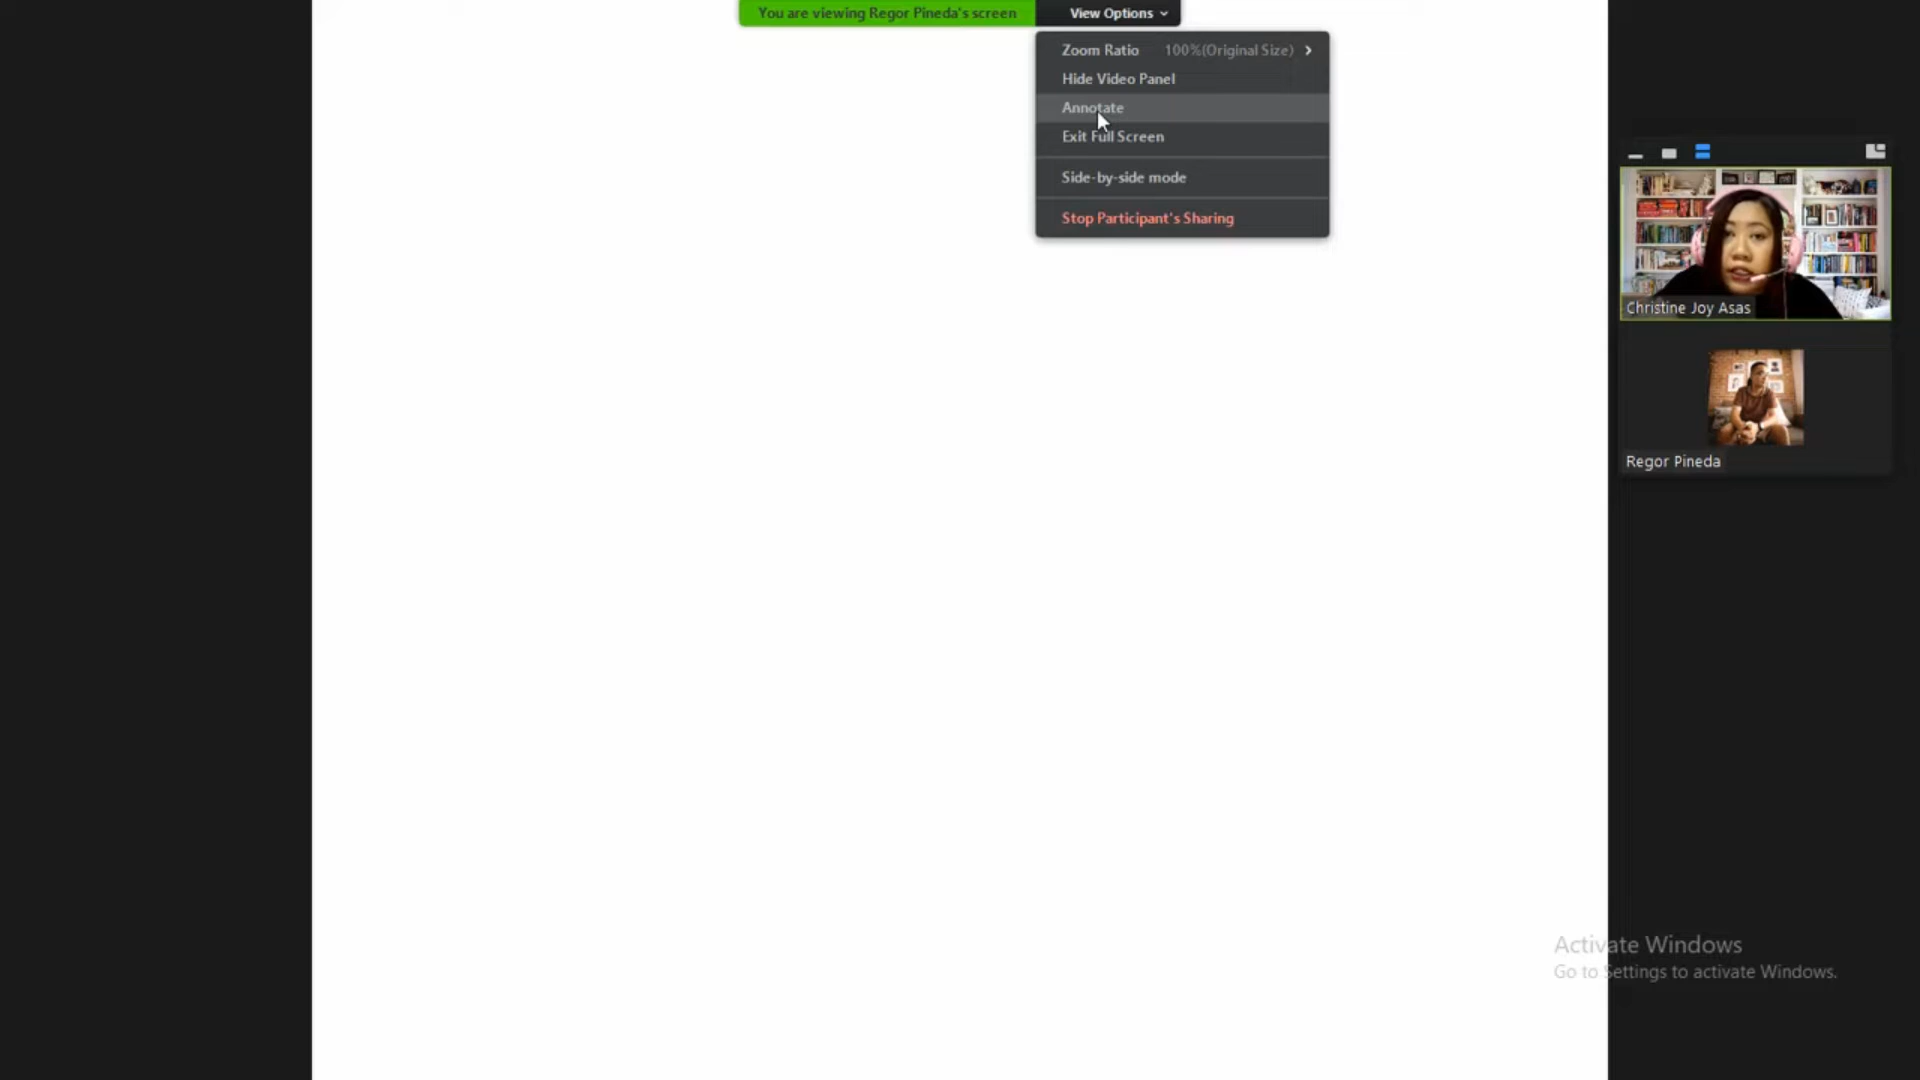 You are viewing Regor Pineda's screen
View Options
Zoom Ratio 100%(Original Size)
Hide Video Panel
Annotate
Exit Full Screen
Side-by-side mode
Stop Participant's Sharing
Christine Joy Asas
Regor Pineda
Activate Windows
Go to Settings to activate Windows.